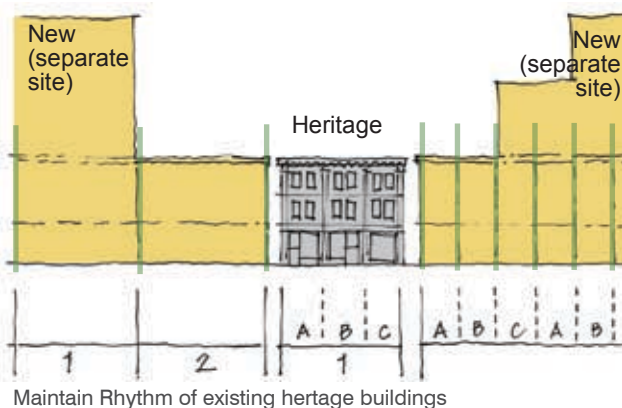 New
(separate
site)
Heritage
New
(separate
site)
A B C
A B C A B
1 2 1
Maintain Rhythm of existing hertage buildings